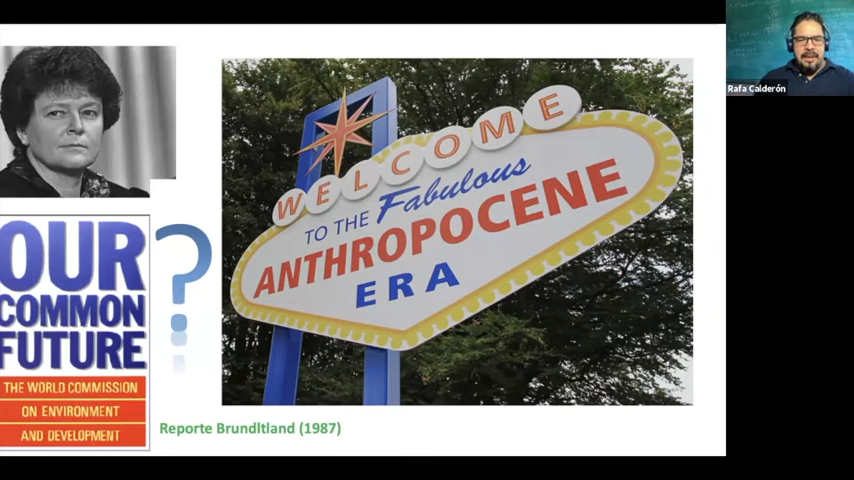 OUR
COMMON
FUTURE
THE WORLD COMMISSION
ON ENVIRONMENT
AND DEVELOPMENT
?
WELCOME
TO THE Fabulous
ANTHROPOCENE
ERA
Reporte Brundltland (1987)
Rafa Calderón